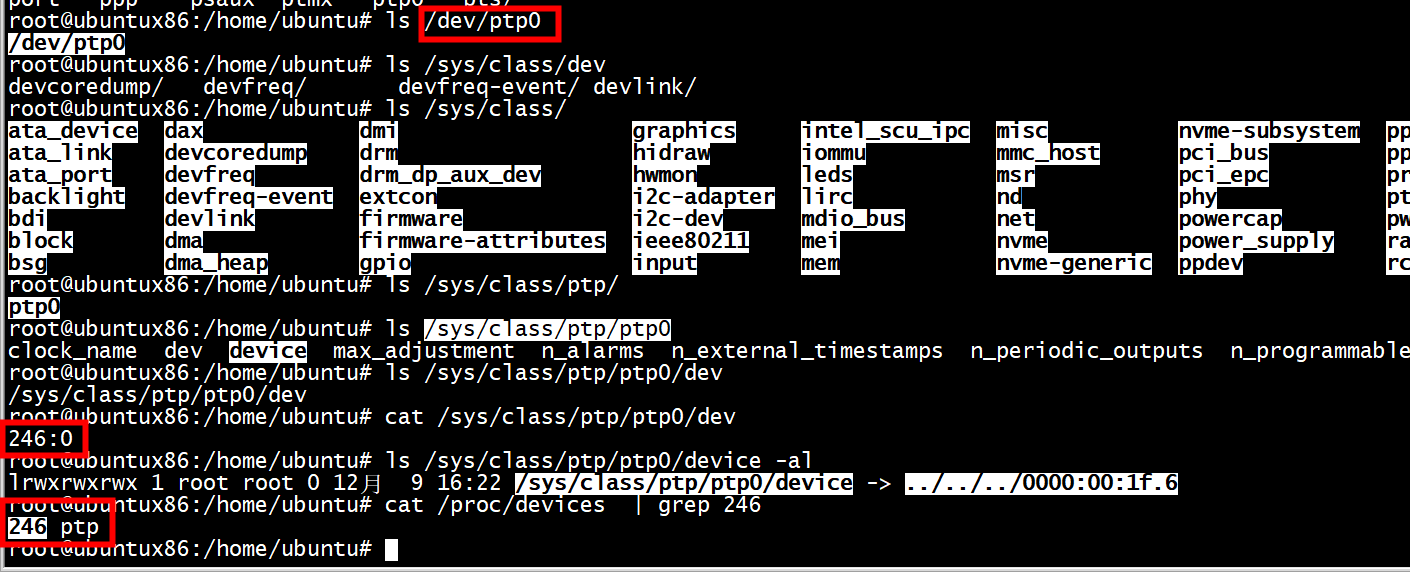 port ppp psaux ptmx ptp0 pts/
root@ubuntux86:/home/ubuntu# ls /dev/ptp0
/dev/ptp0
root@ubuntux86:/home/ubuntu# ls /sys/class/dev
devcoredump/ devfreq/ devfreq-event/ devlink/
root@ubuntux86:/home/ubuntu# ls /sys/class/
ata_device dax dmi graphics intel_scu_ipc misc nvme-subsystem pp
ata_link devcoredump drm hidraw iommu mmc_host pci_bus pp
ata_port devfreq drm_dp_aux_dev hwmon leds msr pci_epc pr
backlight devfreq-event extcon i2c-adapter lirc nd phy pt
bdi devlink firmware i2c-dev mdio_bus net powercap pw
block dma firmware-attributes ieee80211 mei nvme power_supply ra
bsg dma_heap gpio input mem nvme-generic ppdev rc
root@ubuntux86:/home/ubuntu# ls /sys/class/ptp/
ptp0
root@ubuntux86:/home/ubuntu# ls /sys/class/ptp/ptp0
clock_name dev device max_adjustment n_alarms n_external_timestamps n_periodic_outputs n_programmable
root@ubuntux86:/home/ubuntu# ls /sys/class/ptp/ptp0/dev
/sys/class/ptp/ptp0/dev
root@ubuntux86:/home/ubuntu# cat /sys/class/ptp/ptp0/dev
246:0
root@ubuntux86:/home/ubuntu# ls /sys/class/ptp/ptp0/device -al
lrwxrwxrwx 1 root root 0 12月 9 16:22 /sys/class/ptp/ptp0/device -> ../../../0000:00:1f.6
root@ubuntux86:/home/ubuntu# cat /proc/devices | grep 246
246 ptp
root@ubuntux86:/home/ubuntu#